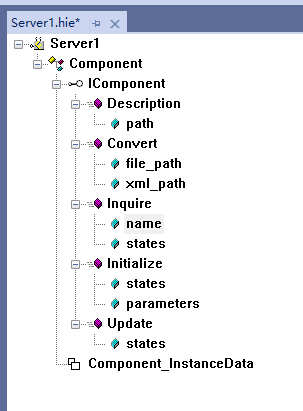 Server1.hie*
Server1
Component
IComponent
Description
path
Convert
file_path
xml_path
Inquire
name
states
Initialize
states
parameters
Update
states
Component_InstanceData